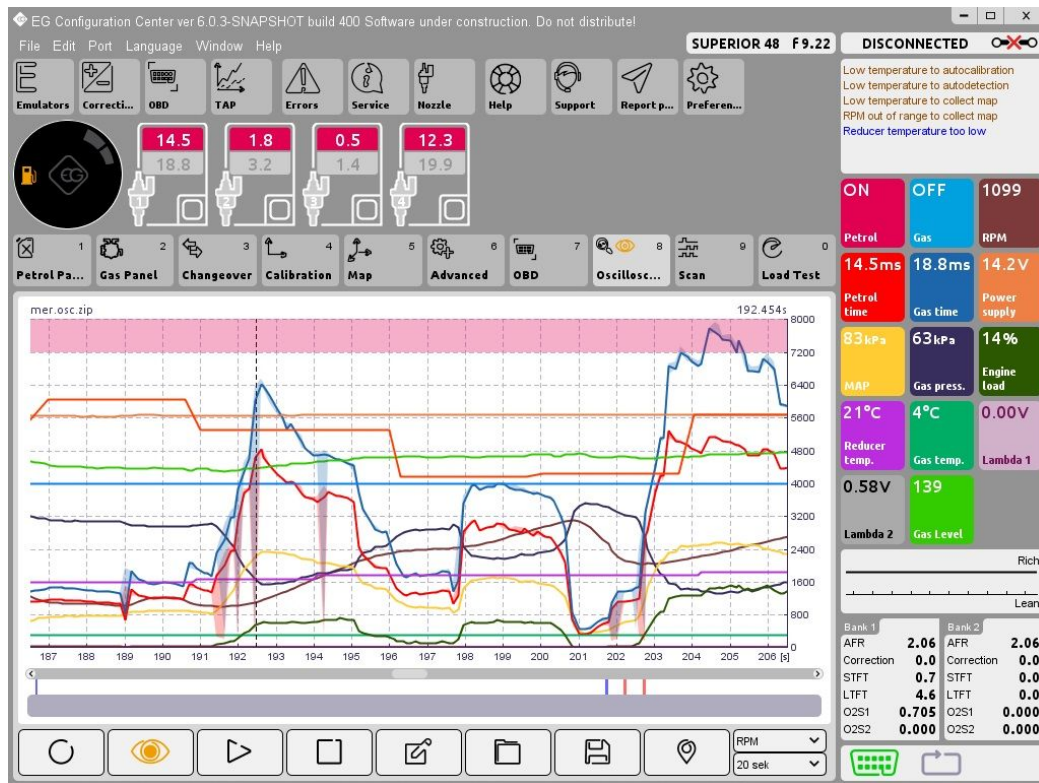 EG Configuration Center ver 6.0.3-SNAPSHOT build 400 Software under construction. Do not distribute!
File Edit Port Language Window Help
SUPERIOR 48 F 9.22
DISCONNECTED
Emulators Correcti... OBD TAP Errors Service Nozzle Help Support Report p... Preferen...
Low temperature to autocalibration
Low temperature to autodetection
Low temperature to collect map
RPM out of range to collect map
Reducer temperature too low
EG
14.5 1.8 0.5 12.3
18.8 3.2 1.4 19.9
1 2 3 4
ON OFF 1099
Petrol Gas RPM
1 2 3 4 5 6 7 8 9 0
Petrol Pa... Gas Panel Changeover Calibration Map Advanced OBD Oscillosc... Scan Load Test
14.5ms 18.8ms 14.2V
Petrol time Gas time Power supply
83kPa 63kPa 14%
MAP Gas press. Engine load
21°C 4°C 0.00V
Reducer temp. Gas temp. Lambda 1
0.58V 139
Lambda 2 Gas Level
mer.osc.zip 192.454s
8000
7200
6400
5600
4800
4000
3200
2400
1600
800
0
187 188 189 190 191 192 193 194 195 196 197 198 199 200 201 202 203 204 205 206 [s]
Rich
Lean
Bank 1 Bank 2
AFR 2.06 AFR 2.06
Correction 0.0 Correction 0.0
STFT 0.7 STFT 0.0
LTFT 4.6 LTFT 0.0
O2S1 0.705 O2S1 0.000
O2S2 0.000 O2S2 0.000
RPM
20 sek